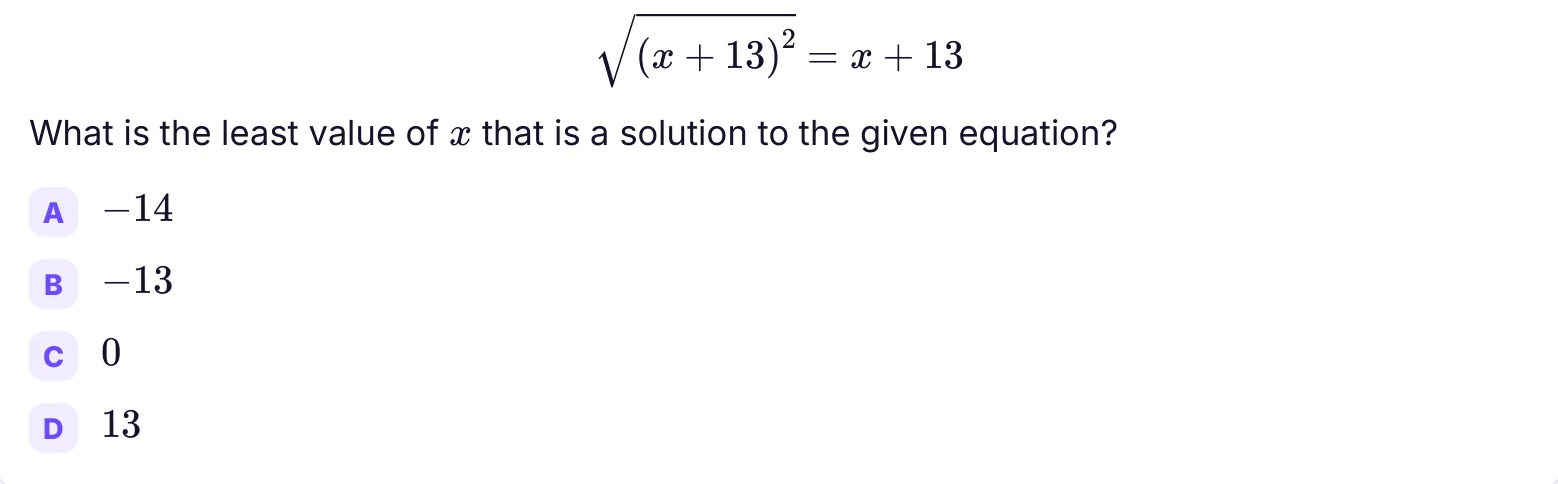 √(x + 13)² = x + 13
What is the least value of x that is a solution to the given equation?
A −14
B −13
C 0
D 13